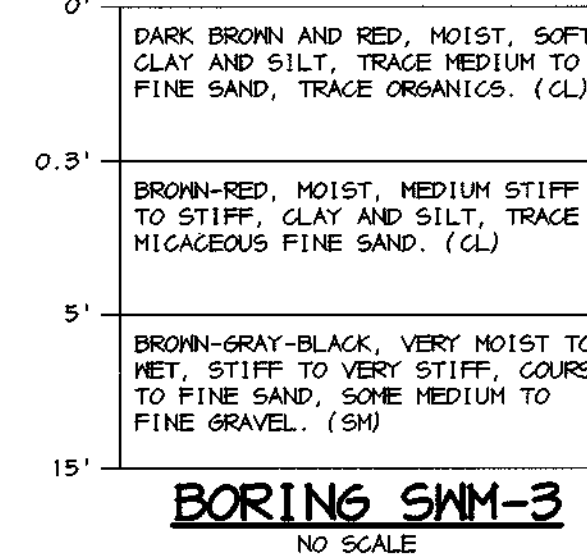 0'
DARK BROWN AND RED, MOIST, SOFT
CLAY AND SILT, TRACE MEDIUM TO
FINE SAND, TRACE ORGANICS. (CL)
0.3'
BROWN-RED, MOIST, MEDIUM STIFF
TO STIFF, CLAY AND SILT, TRACE
MICACEOUS FINE SAND. (CL)
5'
BROWN-GRAY-BLACK, VERY MOIST TO
WET, STIFF TO VERY STIFF, COURS
TO FINE SAND, SOME MEDIUM TO
FINE GRAVEL. (SM)
15'
BORING SWM-3
NO SCALE